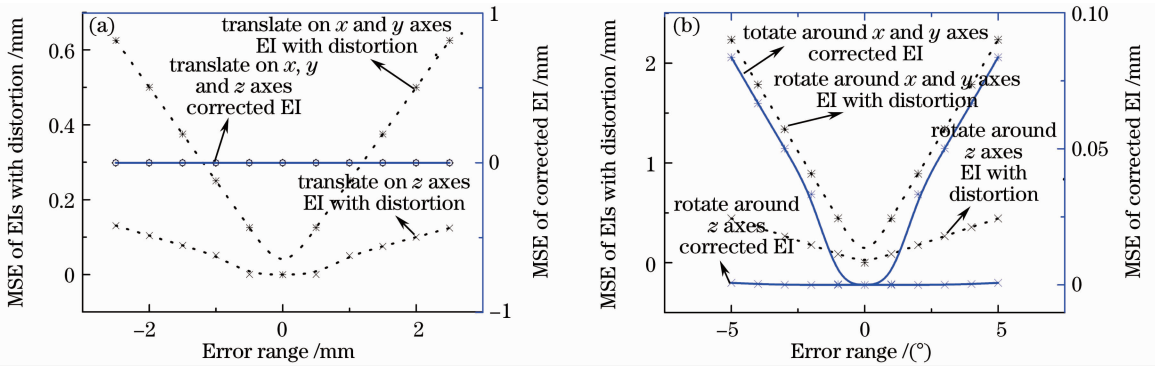 (a)
translate on x and y axes
EI with distortion
translate on x, y
and z axes
corrected EI
translate on z axes
EI with distortion
MSE of EIs with distortion /mm
0.6
0.4
0.2
0
−2
0
2
Error range /mm
1
0
−1
MSE of corrected EI /mm
(b)
totate around x and y axes
corrected EI
rotate around x and y axes
EI with distortion
rotate around
z axes
EI with
distortion
rotate around
z axes
corrected EI
MSE of EIs with distortion /mm
2
1
0
−5
0
5
Error range /(°)
0.10
0.05
0
MSE of corrected EI /mm